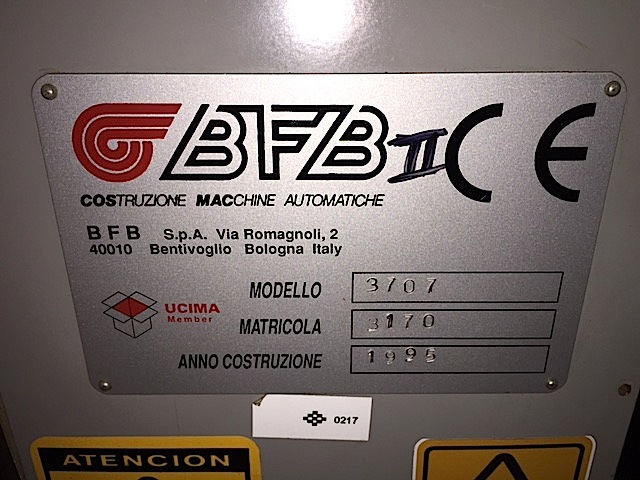 BFB II CE
COSTRUZIONE MACCHINE AUTOMATICHE
BFB S.p.A. Via Romagnoli, 2
40010 Bentivoglio Bologna Italy
MODELLO 3707
UCIMA
Member
MATRICOLA 3170
ANNO COSTRUZIONE 1995
0217
ATENCION